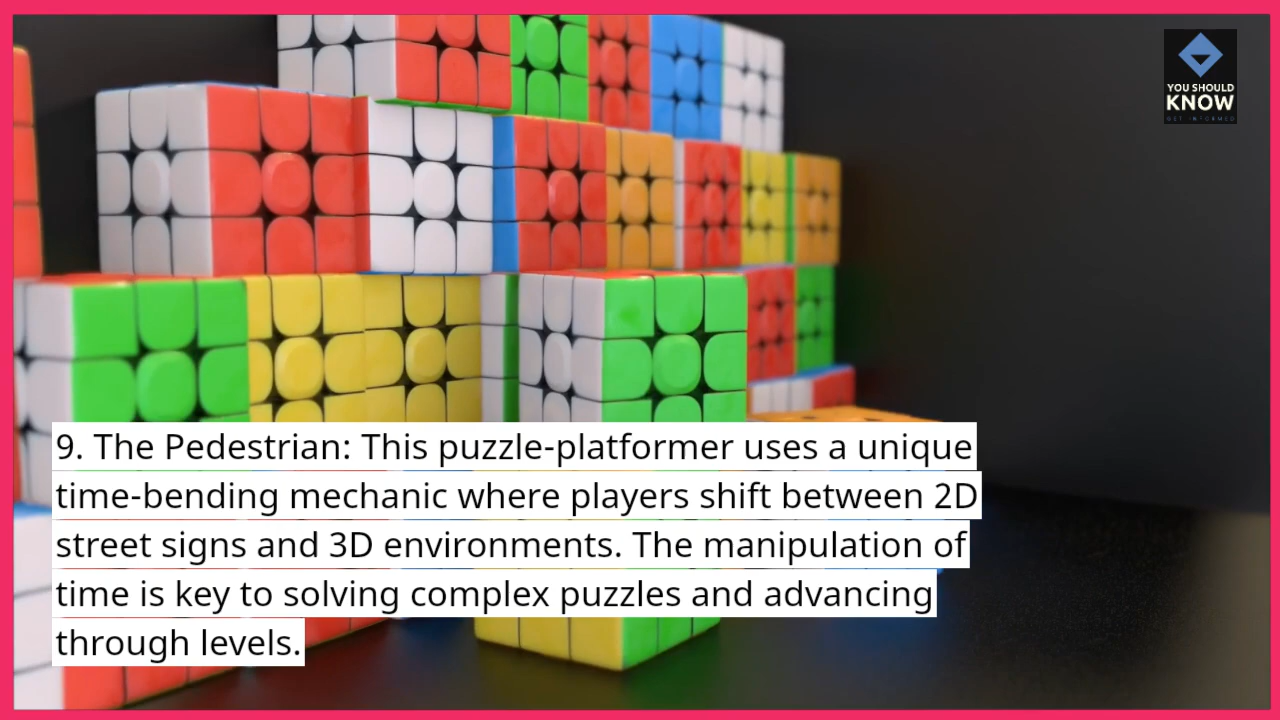 YOU SHOULD
KNOW
GET INFORMED
9. The Pedestrian: This puzzle-platformer uses a unique
time-bending mechanic where players shift between 2D
street signs and 3D environments. The manipulation of
time is key to solving complex puzzles and advancing
through levels.